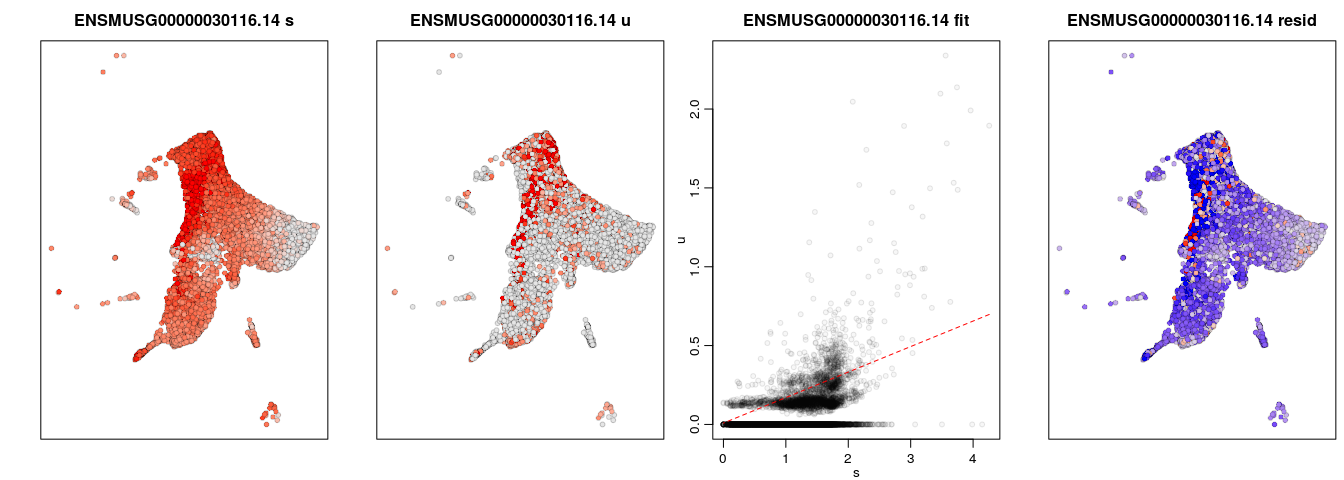 ENSMUSG00000030116.14 s
ENSMUSG00000030116.14 u
ENSMUSG00000030116.14 fit
ENSMUSG00000030116.14 resid
2.0
1.5
1.0
0.5
0.0
u
0 1 2 3 4
s